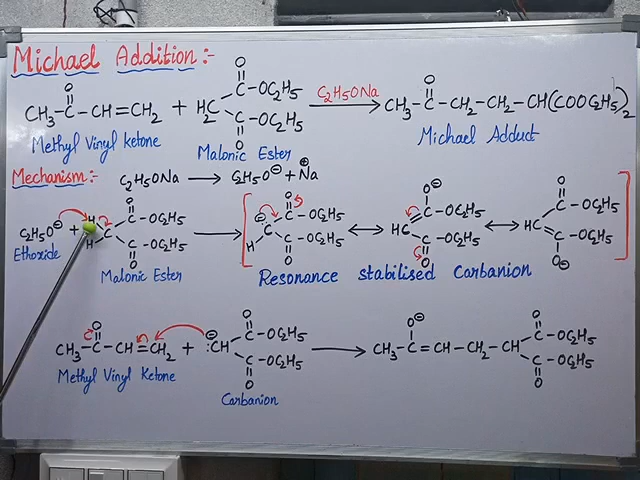 Michael Addition :-
O O
CH₃-C-CH=CH₂ + H₂C C-OC₂H₅ C-OC₂H₅ O C₂H₅ONa CH₃-C-CH₂-CH₂-CH(COOC₂H₅)₂ O
Methyl Vinyl Ketone Malonic Ester Michael Adduct
Mechanism :- C₂H₅ONa → C₂H₅O⊖ + Na⊕
C₂H₅O⊖ + H H C C-OC₂H₅ C-OC₂H₅ O O → [ ⊖: C H C-OC₂H₅ C-OC₂H₅ O O ↔ HC C-OC₂H₅ C-OC₂H₅ O⊖ O ↔ HC C-OC₂H₅ C-OC₂H₅ O O⊖ ]
Ethoxide Malonic Ester Resonance stabilised Carbanion
CH₃-C-CH=CH₂ O + ⊖:CH C-OC₂H₅ C-OC₂H₅ O O → CH₃-C=CH-CH₂-CH O⊖ C-OC₂H₅ C-OC₂H₅ O O
Methyl Vinyl Ketone Carbanion